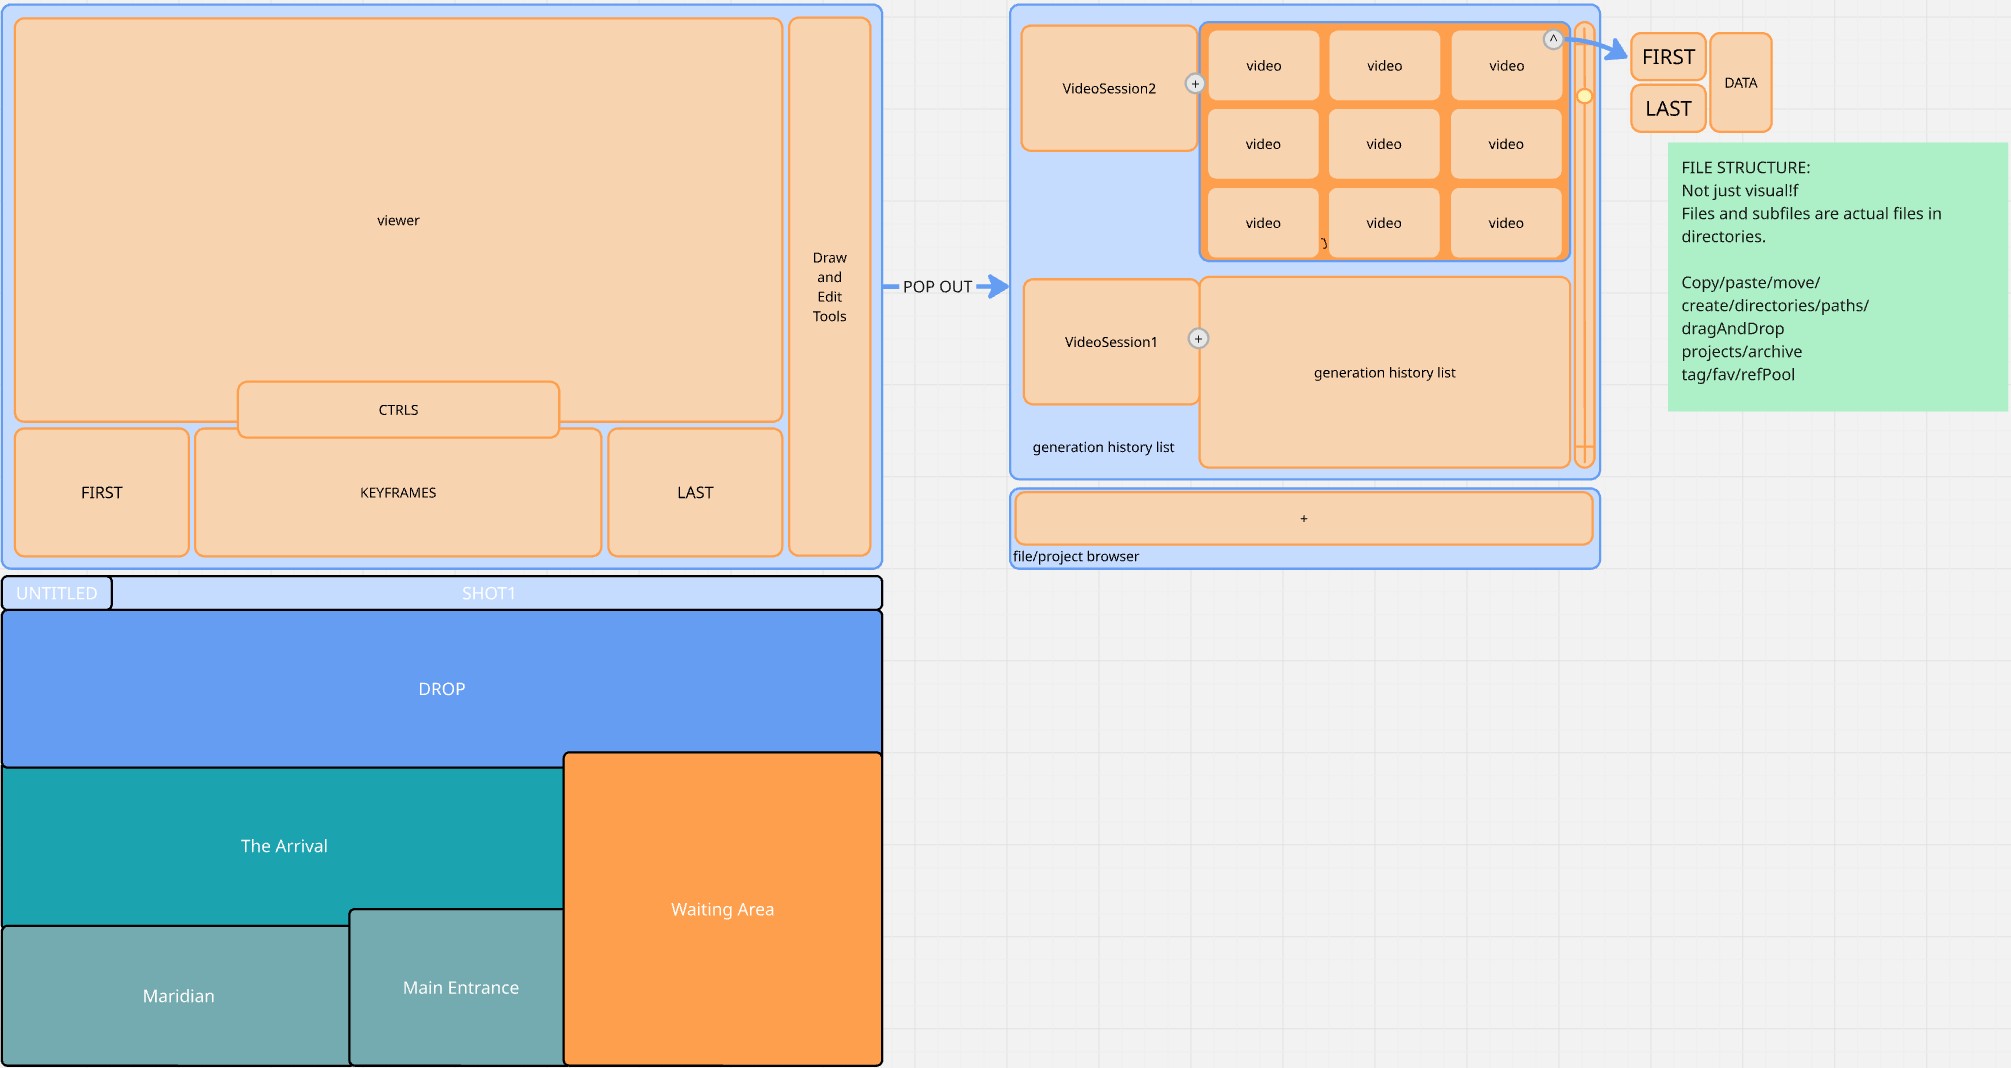 viewer
Draw
and
Edit
Tools
CTRLS
FIRST
KEYFRAMES
LAST
POP OUT
VideoSession2
+
video
video
video
^
video
video
video
video
video
video
VideoSession1
+
generation history list
generation history list
+
file/project browser
FIRST
LAST
DATA
FILE STRUCTURE:
Not just visual!f
Files and subfiles are actual files in
directories.
Copy/paste/move/
create/directories/paths/
dragAndDrop
projects/archive
tag/fav/refPool
UNTITLED
SHOT1
DROP
The Arrival
Waiting Area
Maridian
Main Entrance